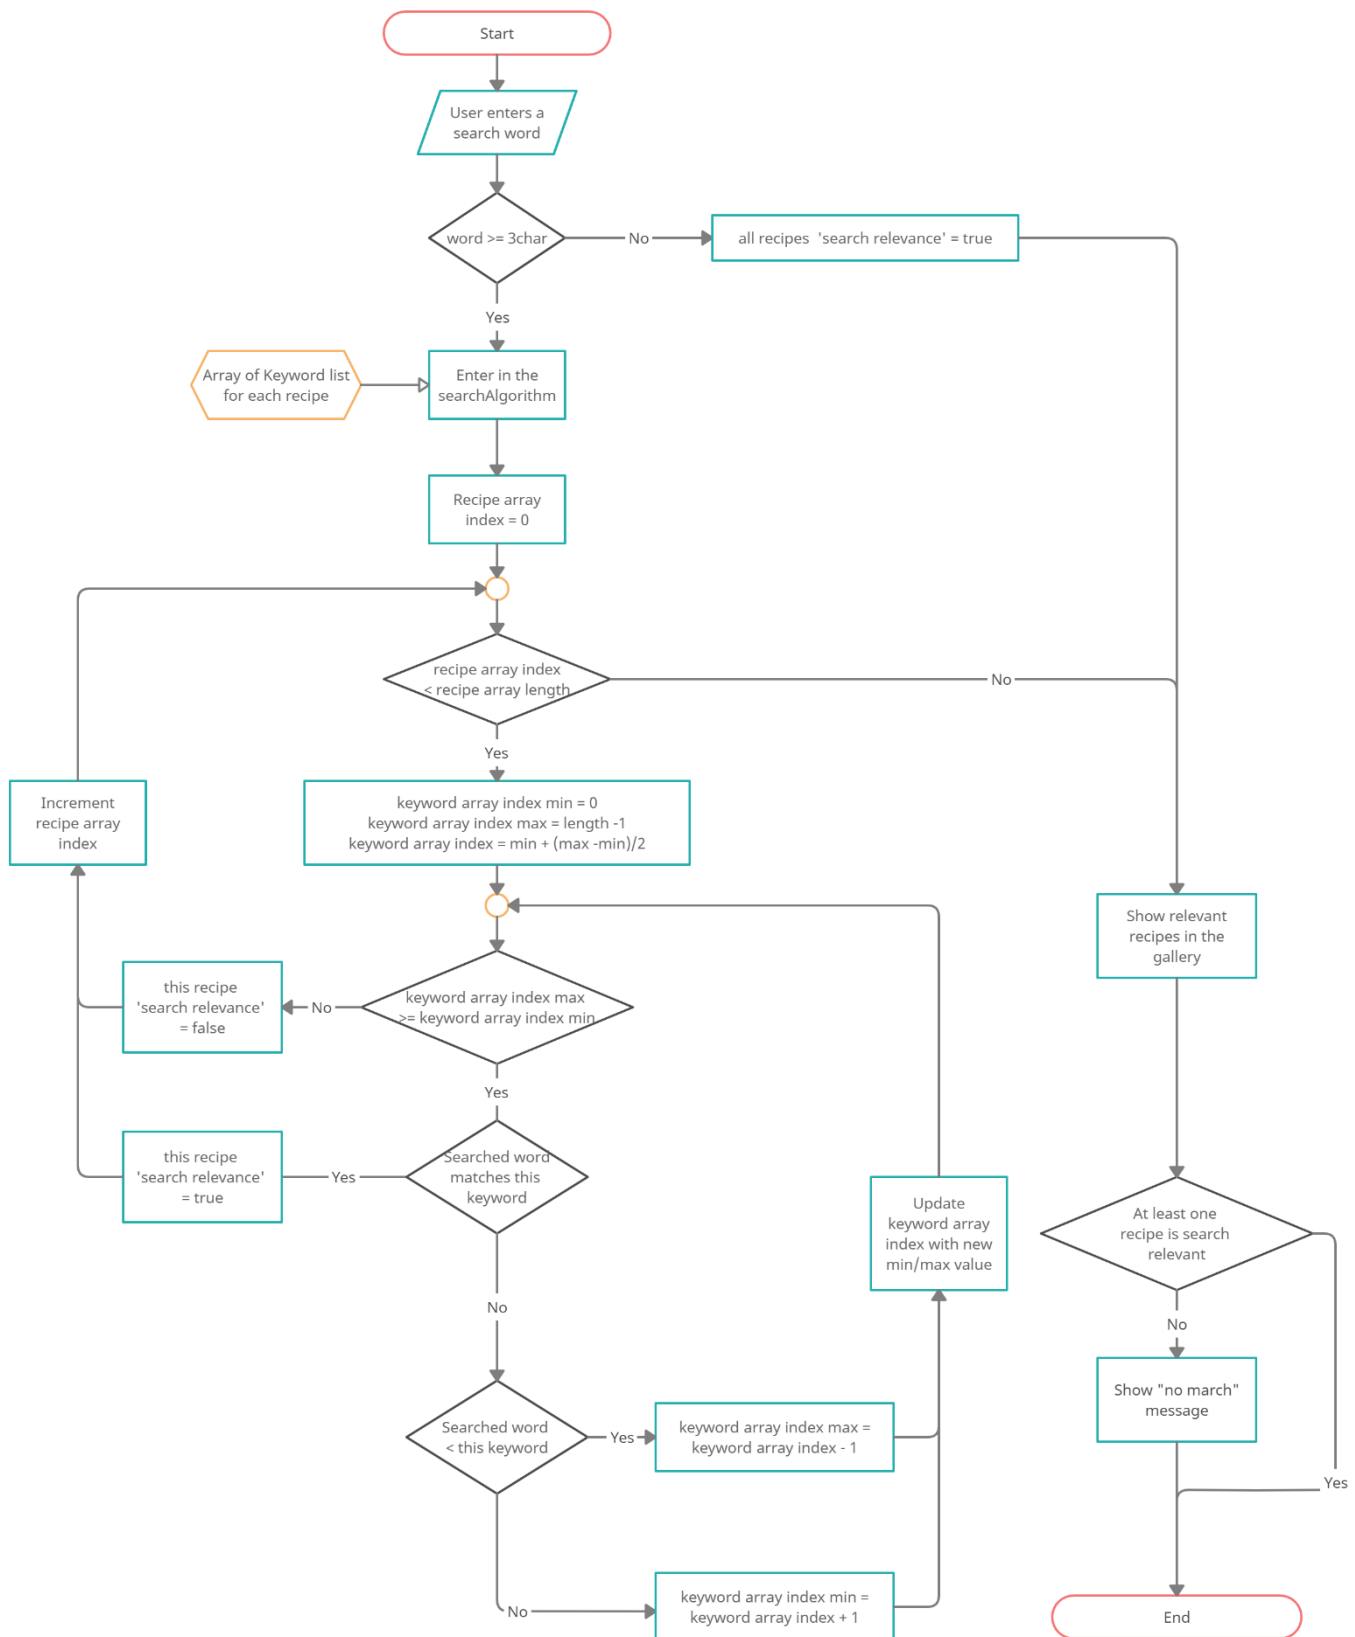 Start
User enters a
search word
word >= 3char
No
all recipes 'search relevance' = true
Yes
Array of Keyword list
for each recipe
Enter in the
searchAlgorithm
Recipe array
index = 0
recipe array index
< recipe array length
No
Yes
Increment
recipe array
index
keyword array index min = 0
keyword array index max = length -1
keyword array index = min + (max -min)/2
Show relevant
recipes in the
gallery
this recipe
'search relevance'
= false
No
keyword array index max
>= keyword array index min
Yes
this recipe
'search relevance'
= true
Yes
Searched word
matches this
keyword
Update
keyword array
index with new
min/max value
At least one
recipe is search
relevant
No
No
Show "no march"
message
Searched word
< this keyword
Yes
keyword array index max =
keyword array index - 1
Yes
No
keyword array index min =
keyword array index + 1
End